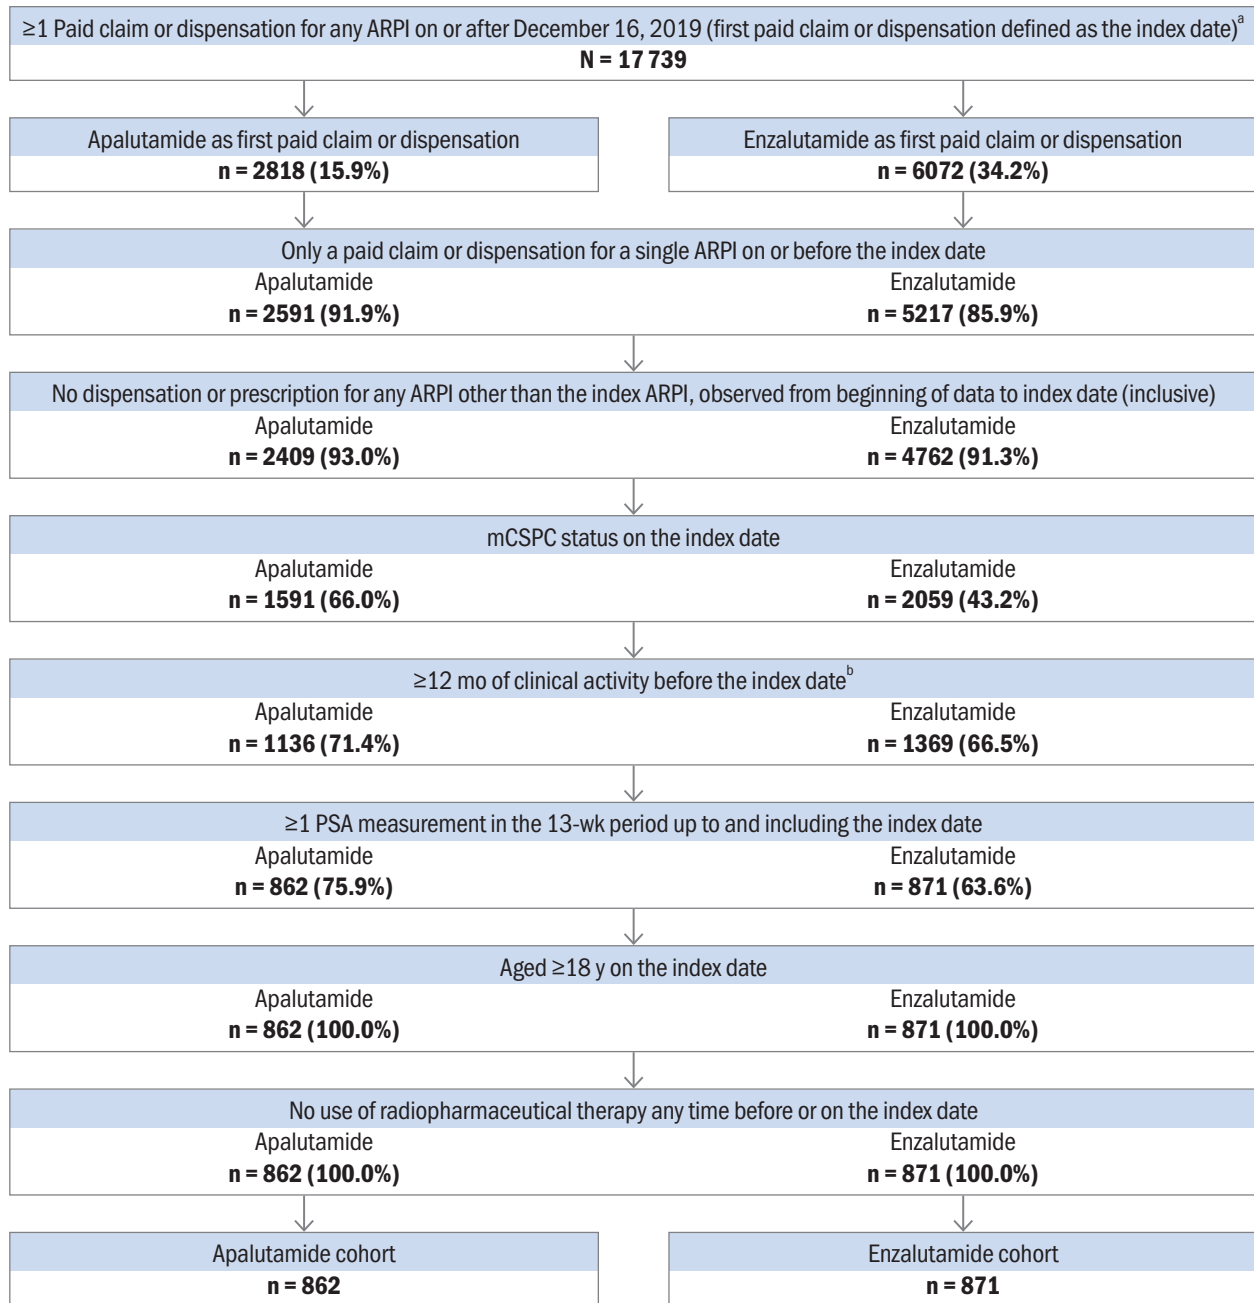 ≥1 Paid claim or dispensation for any ARPI on or after December 16, 2019 (first paid claim or dispensation defined as the index date)a
N = 17 739
Apalutamide as first paid claim or dispensation
n = 2818 (15.9%)
Enzalutamide as first paid claim or dispensation
n = 6072 (34.2%)
Only a paid claim or dispensation for a single ARPI on or before the index date
Apalutamide
n = 2591 (91.9%)
Enzalutamide
n = 5217 (85.9%)
No dispensation or prescription for any ARPI other than the index ARPI, observed from beginning of data to index date (inclusive)
Apalutamide
n = 2409 (93.0%)
Enzalutamide
n = 4762 (91.3%)
mCSPC status on the index date
Apalutamide
n = 1591 (66.0%)
Enzalutamide
n = 2059 (43.2%)
≥12 mo of clinical activity before the index dateb
Apalutamide
n = 1136 (71.4%)
Enzalutamide
n = 1369 (66.5%)
≥1 PSA measurement in the 13-wk period up to and including the index date
Apalutamide
n = 862 (75.9%)
Enzalutamide
n = 871 (63.6%)
Aged ≥18 y on the index date
Apalutamide
n = 862 (100.0%)
Enzalutamide
n = 871 (100.0%)
No use of radiopharmaceutical therapy any time before or on the index date
Apalutamide
n = 862 (100.0%)
Enzalutamide
n = 871 (100.0%)
Apalutamide cohort
n = 862
Enzalutamide cohort
n = 871